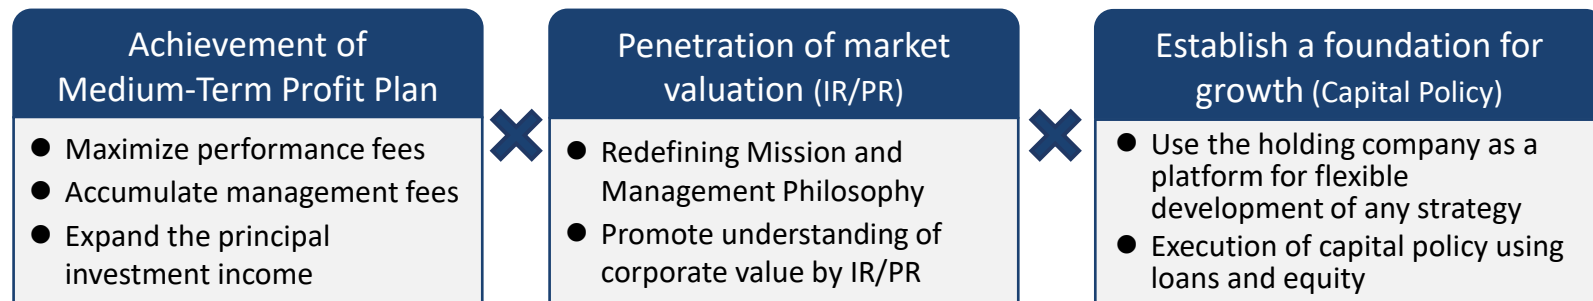 Achievement of
Medium-Term Profit Plan
● Maximize performance fees
● Accumulate management fees
● Expand the principal
investment income
Penetration of market
valuation (IR/PR)
● Redefining Mission and
Management Philosophy
● Promote understanding of
corporate value by IR/PR
Establish a foundation for
growth (Capital Policy)
● Use the holding company as a
platform for flexible
development of any strategy
● Execution of capital policy using
loans and equity